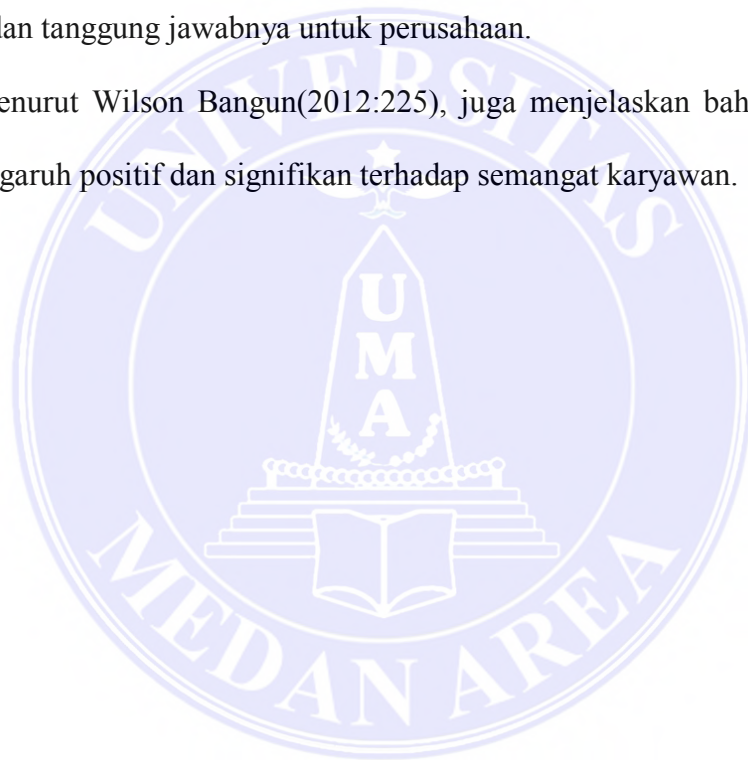 dan tanggung jawabnya untuk perusahaan.
enurut Wilson Bangun(2012:225), juga menjelaskan bah
garuh positif dan signifikan terhadap semangat karyawan.
UNIVERSITAS
UMA
MEDAN AREA